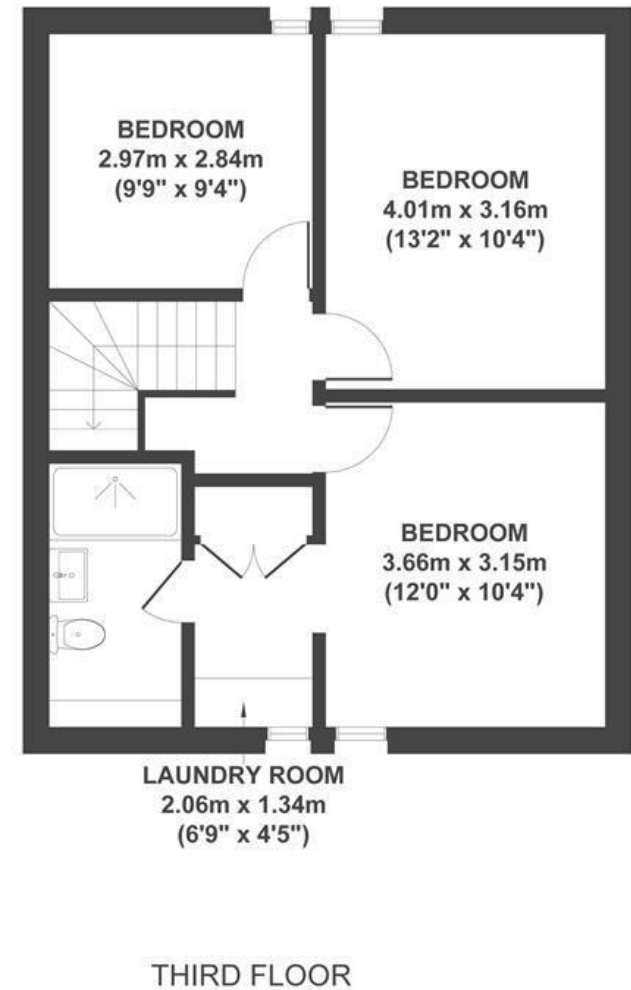 BEDROOM
2.97m x 2.84m
(9'9" x 9'4")
BEDROOM
4.01m x 3.16m
(13'2" x 10'4")
BEDROOM
3.66m x 3.15m
(12'0" x 10'4")
LAUNDRY ROOM
2.06m x 1.34m
(6'9" x 4'5")
THIRD FLOOR